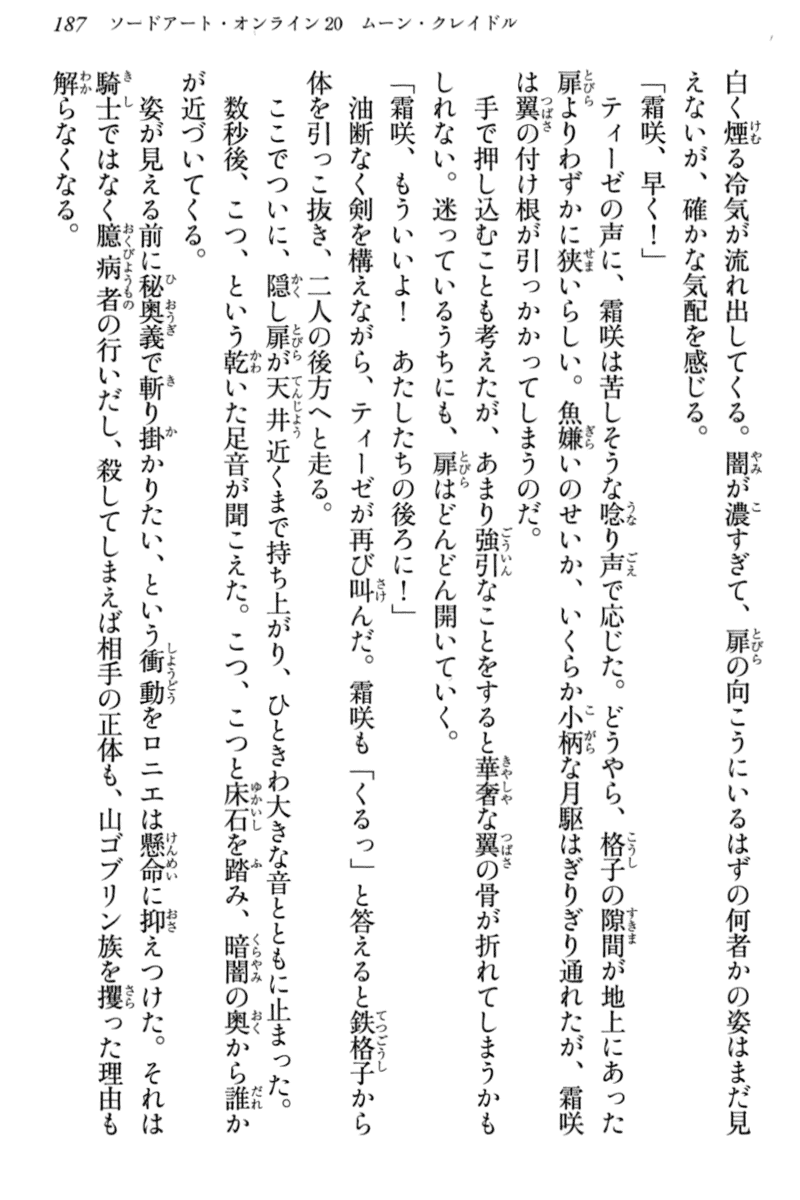 187　ソードアート・オンライン20　ムーン・クレイドル
白く煙る冷気が流れ出してくる。闇が濃すぎて、扉の向こうにいるはずの何者かの姿はまだ見
えないが、確かな気配を感じる。
「霜咲、早く！」
　ティーゼの声に、霜咲は苦しそうな唸り声で応じた。どうやら、格子の隙間が地上にあった
扉よりわずかに狭いらしい。魚嫌いのせいか、いくらか小柄な月駆はぎりぎり通れたが、霜咲
は翼の付け根が引っかかってしまうのだ。
　手で押し込むことも考えたが、あまり強引なことをすると華奢な翼の骨が折れてしまうかも
しれない。迷っているうちにも、扉はどんどん開いていく。
「霜咲、もういいよ！　あたしたちの後ろに！」
　油断なく剣を構えながら、ティーゼが再び叫んだ。霜咲も「くるっ」と答えると鉄格子から
体を引っこ抜き、二人の後方へと走る。
　ここでついに、隠し扉が天井近くまで持ち上がり、ひときわ大きな音とともに止まった。
　数秒後、こつ、という乾いた足音が聞こえた。こつ、こつと床石を踏み、暗闇の奥から誰か
が近づいてくる。
　姿が見える前に秘奥義で斬り掛かりたい、という衝動をロニエは懸命に抑えつけた。それは
騎士ではなく臆病者の行いだし、殺してしまえば相手の正体も、山ゴブリン族を攫った理由も
解らなくなる。